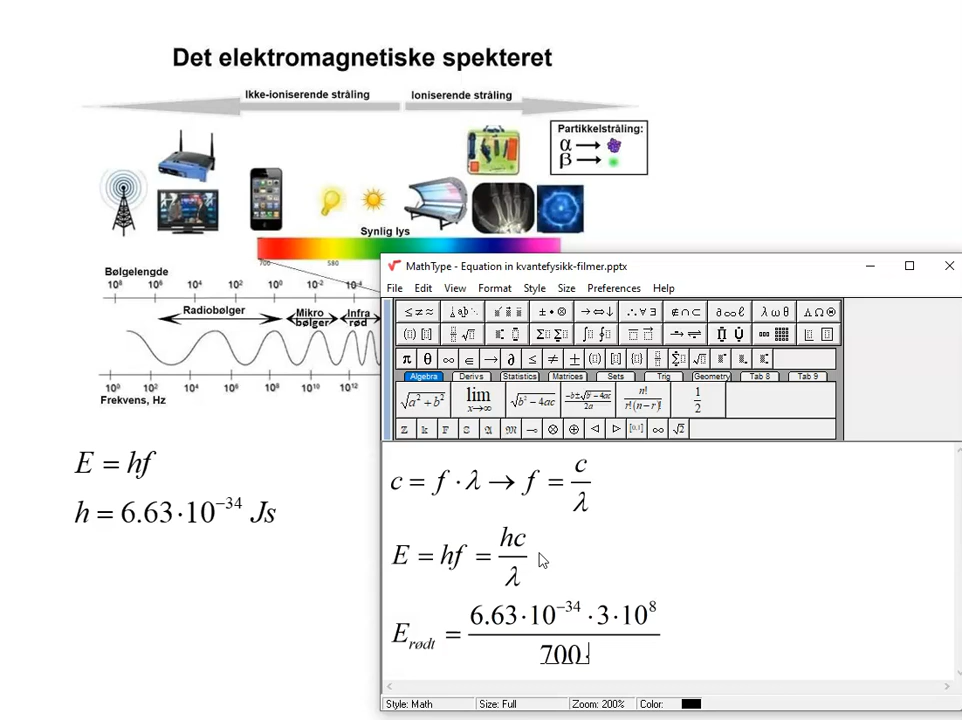 Det elektromagnetiske spekteret
Ikke-ioniserende stråling
Ioniserende stråling
Partikkelstråling:
α
β
Synlig lys
700
580
Bølgelengde
10⁸ 10⁶ 10⁴ 10² 10⁰ 10⁻² 10⁻⁴
Radiobølger
Mikro
bølger
Infra
rød
10⁰ 10² 10⁴ 10⁶ 10⁸ 10¹⁰ 10¹²
Frekvens, Hz
E = hf
h = 6.63·10⁻³⁴ Js
MathType - Equation in kvantefysikk-filmer.pptx
File Edit View Format Style Size Preferences Help
Algebra Derivs Statistics Matrices Sets Trig Geometry Tab 8 Tab 9
c = f · λ → f = c/λ
E = hf = hc/λ
E_rødt = 6.63·10⁻³⁴ · 3·10⁸ / 700
Style: Math Size: Full Zoom: 200% Color: